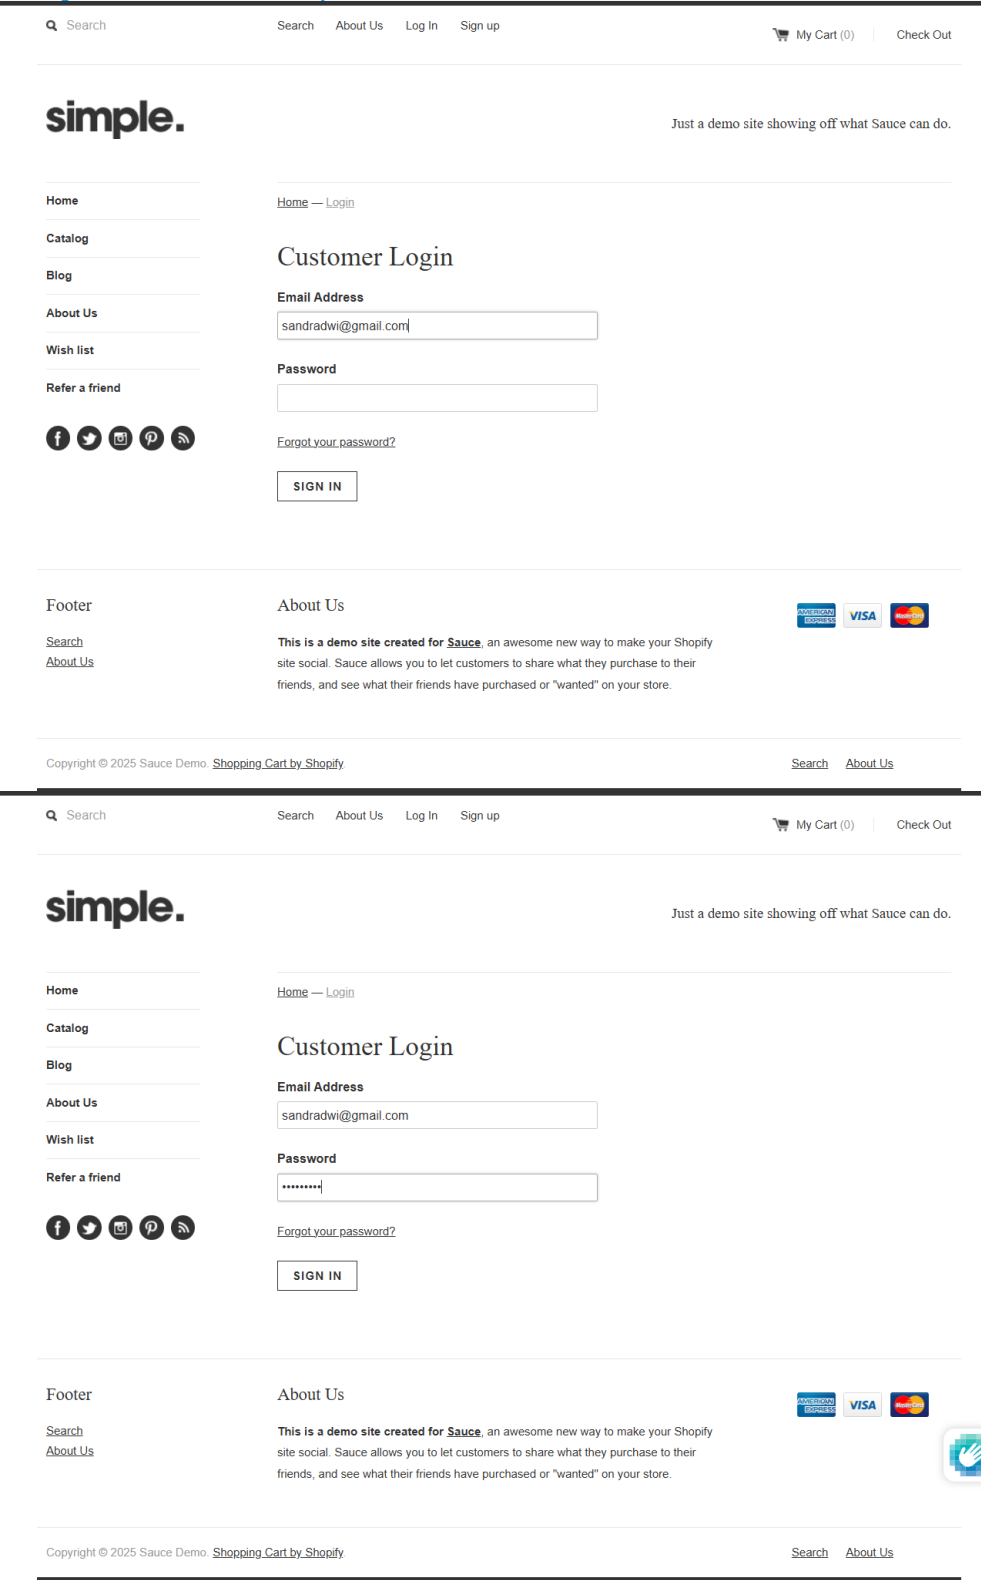 Search
Search About Us Log In Sign up
My Cart (0) Check Out
simple.
Just a demo site showing off what Sauce can do.
Home
Catalog
Blog
About Us
Wish list
Refer a friend
Home — Login
Customer Login
Email Address
sandradwi@gmail.com
Password
Forgot your password?
SIGN IN
Footer
Search
About Us
About Us
This is a demo site created for Sauce, an awesome new way to make your Shopify
site social. Sauce allows you to let customers to share what they purchase to their
friends, and see what their friends have purchased or "wanted" on your store.
AMERICAN EXPRESS VISA MasterCard
Copyright © 2025 Sauce Demo. Shopping Cart by Shopify.
Search About Us
Search
Search About Us Log In Sign up
My Cart (0) Check Out
simple.
Just a demo site showing off what Sauce can do.
Home
Catalog
Blog
About Us
Wish list
Refer a friend
Home — Login
Customer Login
Email Address
sandradwi@gmail.com
Password
•••••••••
Forgot your password?
SIGN IN
Footer
Search
About Us
About Us
This is a demo site created for Sauce, an awesome new way to make your Shopify
site social. Sauce allows you to let customers to share what they purchase to their
friends, and see what their friends have purchased or "wanted" on your store.
AMERICAN EXPRESS VISA MasterCard
Copyright © 2025 Sauce Demo. Shopping Cart by Shopify.
Search About Us